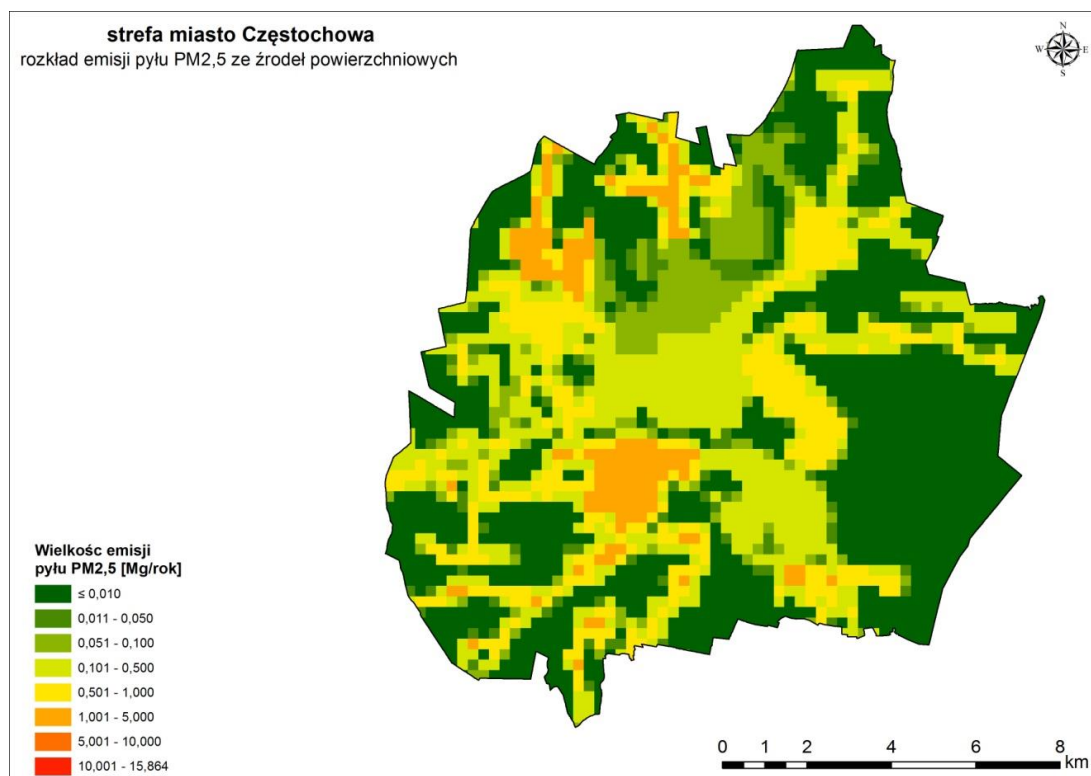 strefa miasto Częstochowa
rozkład emisji pyłu PM2,5 ze źródeł powierzchniowych
N
W E
S
Wielkośc emisji
pyłu PM2,5 [Mg/rok]
≤ 0,010
0,011 - 0,050
0,051 - 0,100
0,101 - 0,500
0,501 - 1,000
1,001 - 5,000
5,001 - 10,000
10,001 - 15,864
0 1 2 4 6 8
km